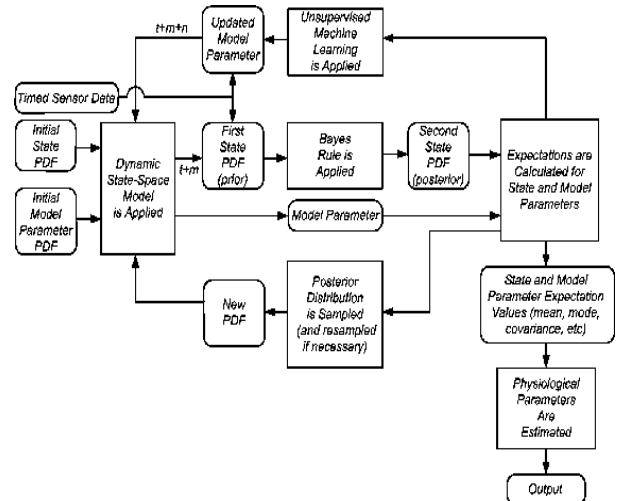 Updated
Model
Parameter
Unsupervised
Machine
Learning
is Applied
t+m+n
Timed Sensor Data
Initial
State
PDF
Dynamic
State-Space
Model
is Applied
t+m
First
State
PDF
(prior)
Bayes
Rule is
Applied
Second
State
PDF
(posterior)
Expectations are
Calculated for
State and Model
Parameters
Initial
Model
Parameter
PDF
Model Parameter
New
PDF
Posterior
Distribution
is Sampled
(and resampled
if necessary)
State and Model
Parameter Expectation
Values (mean, mode,
covariance, etc)
Physiological
Parameters
Are
Estimated
Output